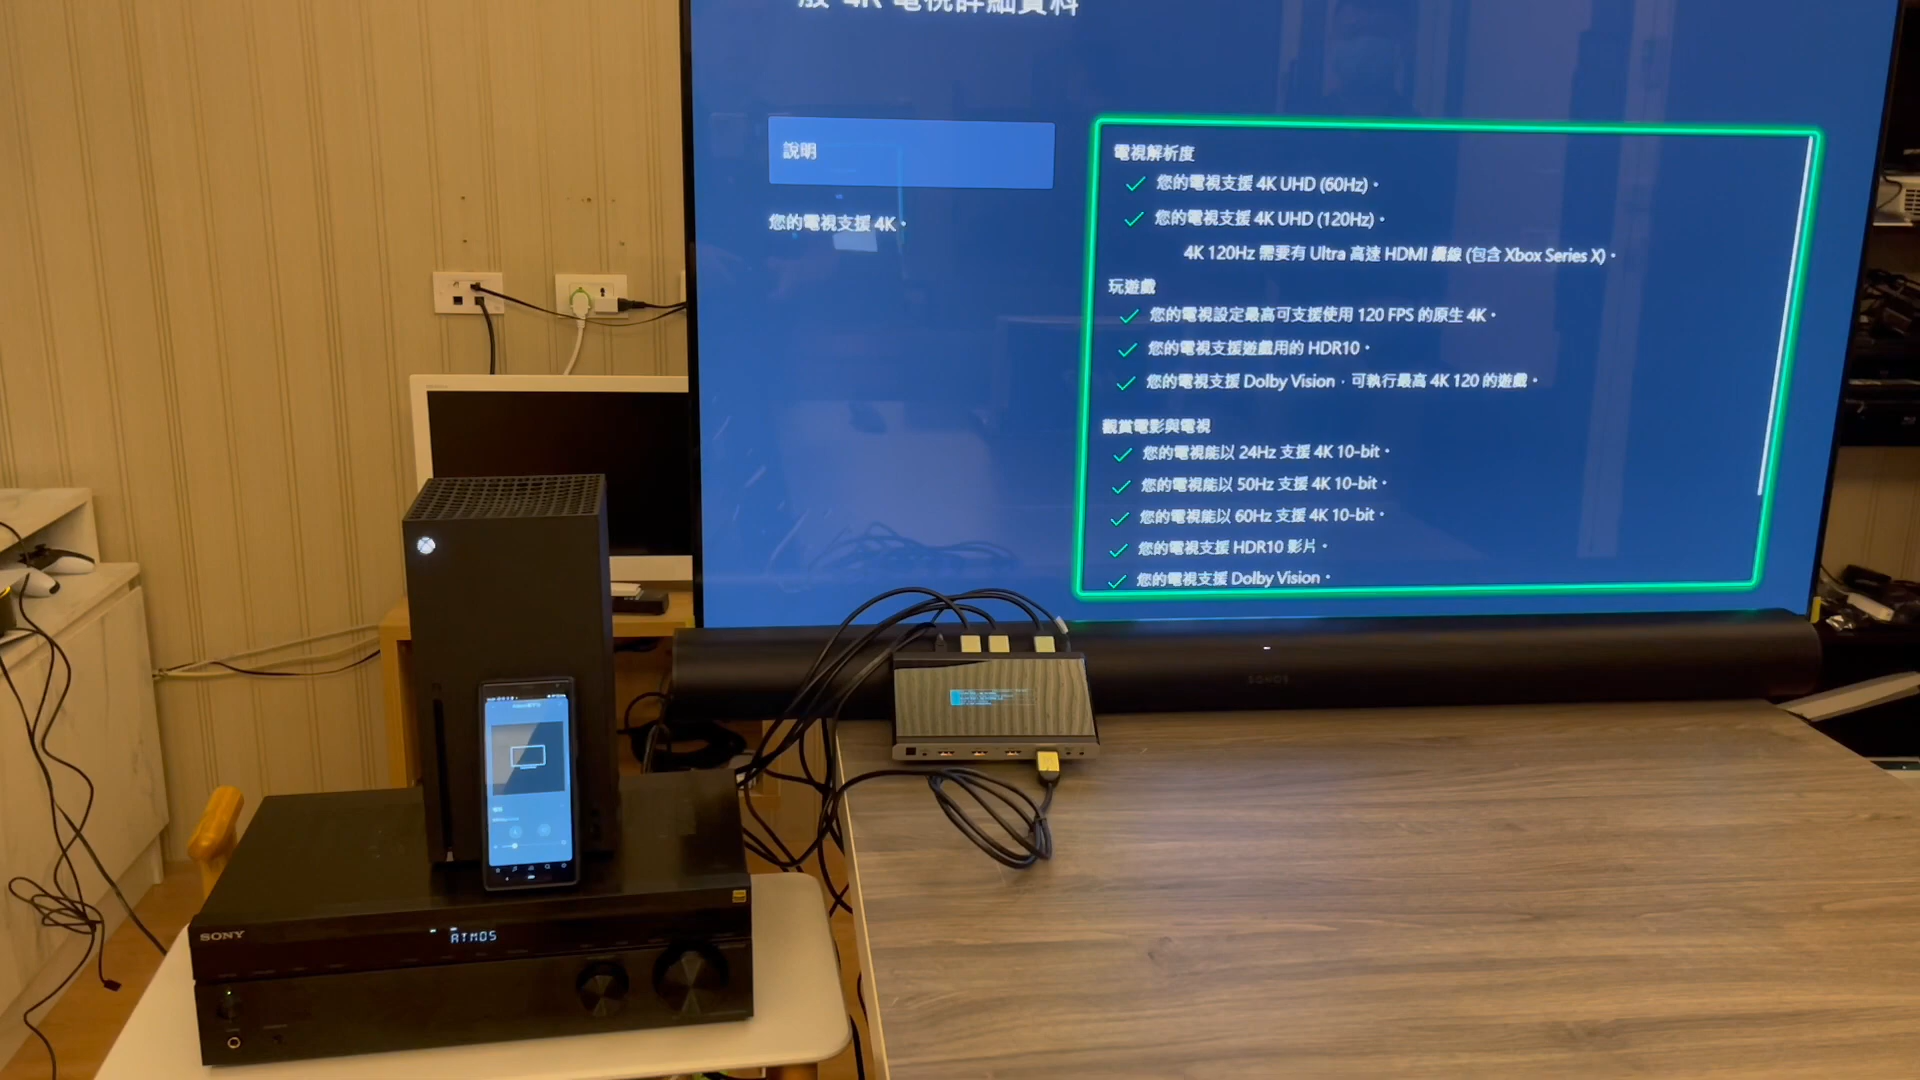 4K 電視詳細資料
說明
您的電視支援 4K。
電視解析度
您的電視支援 4K UHD (60Hz)。
您的電視支援 4K UHD (120Hz)。
4K 120Hz 需要有 Ultra 高速 HDMI 纜線 (包含 Xbox Series X)。
玩遊戲
您的電視設定最高可支援使用 120 FPS 的原生 4K。
您的電視支援遊戲用的 HDR10。
您的電視支援 Dolby Vision，可執行最高 4K 120 的遊戲。
觀賞電影與電視
您的電視能以 24Hz 支援 4K 10-bit。
您的電視能以 50Hz 支援 4K 10-bit。
您的電視能以 60Hz 支援 4K 10-bit。
您的電視支援 HDR10 影片。
您的電視支援 Dolby Vision。
SONOS
SONY
ATMOS